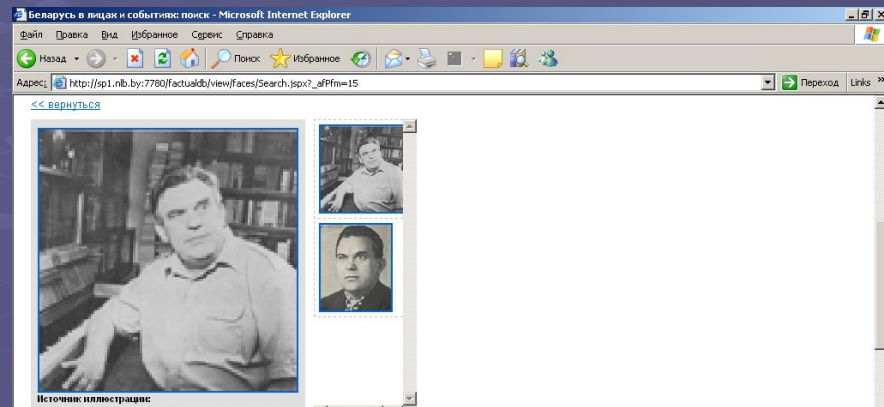 Беларусь в лицах и событиях: поиск - Microsoft Internet Explorer
Файл Правка Вид Избранное Сервис Справка
Назад Поиск Избранное
Адрес: http://sp1.nlb.by:7780/factualdb/view/faces/Search.jspx?_afPfm=15 Переход Links »
<< вернуться
Источник иллюстрации: